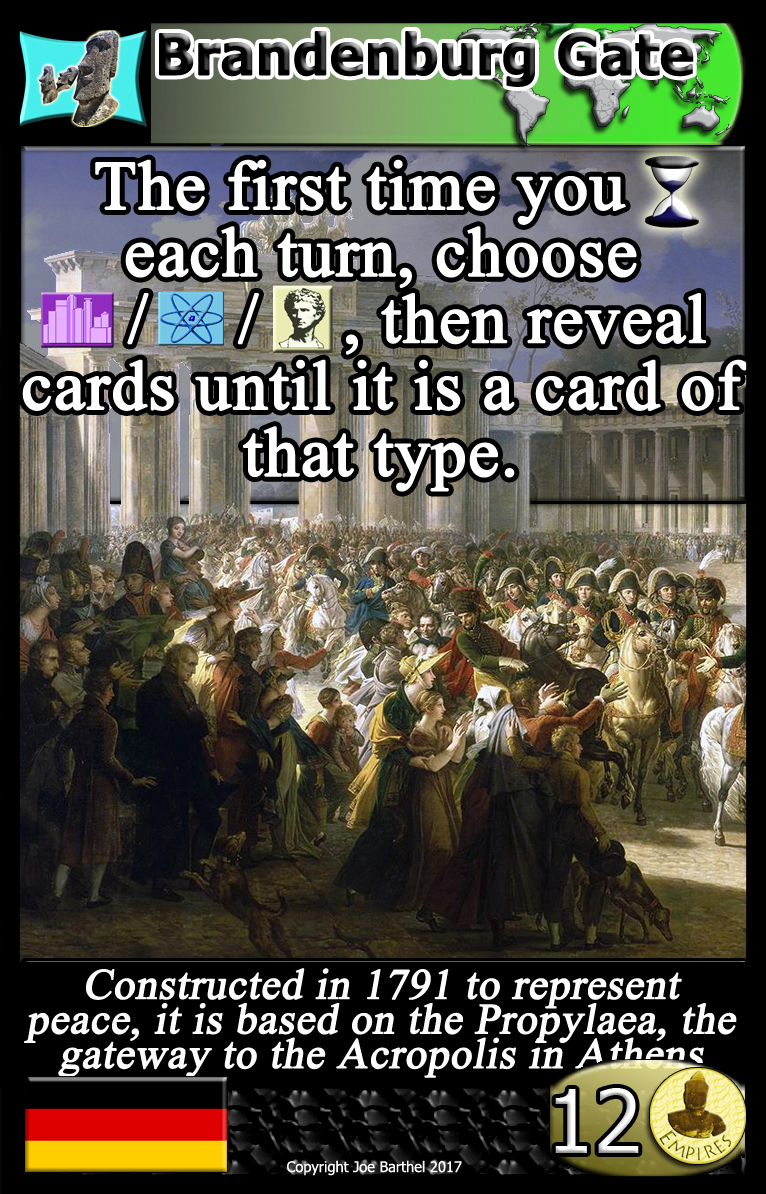 Brandenburg Gate
The first time you
each turn, choose
/ / , then reveal
cards until it is a card of
that type.
Constructed in 1791 to represent
peace, it is based on the Propylaea, the
gateway to the Acropolis in Athens
12
EMPIRES
Copyright Joe Barthel 2017